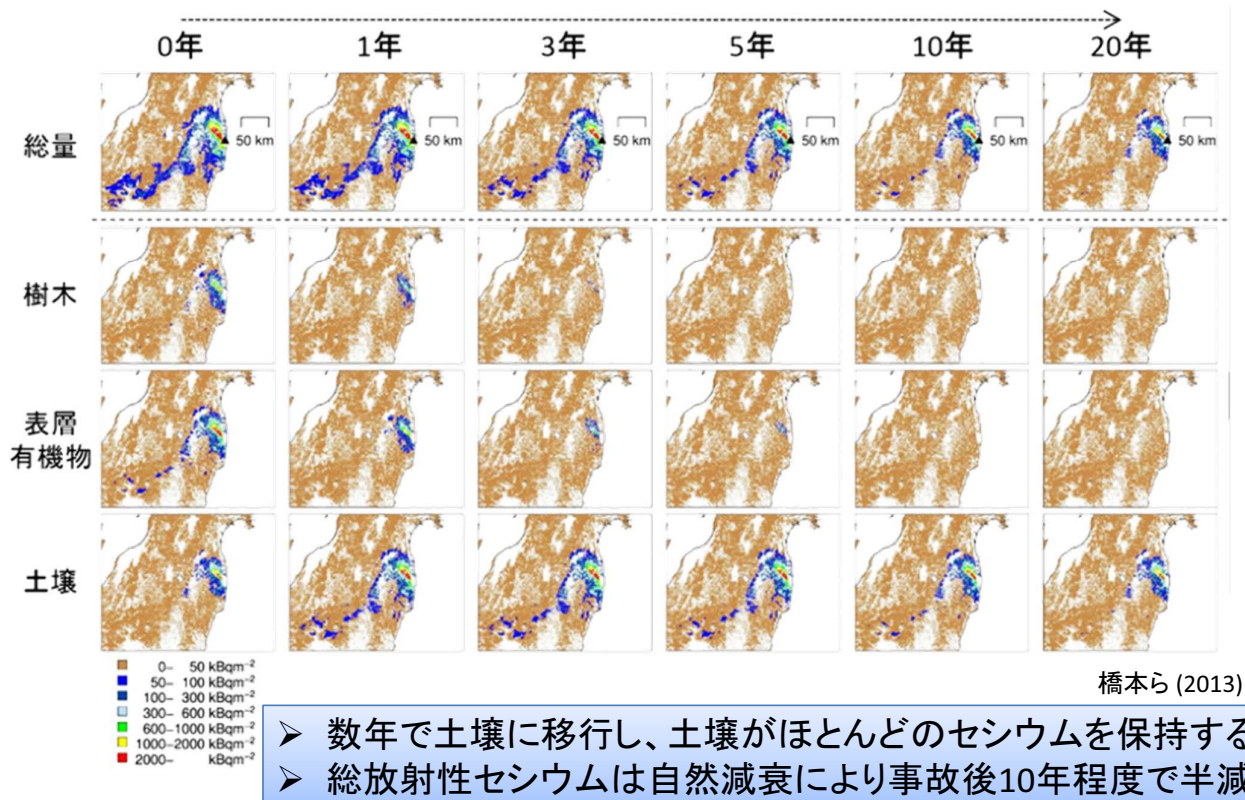 0年 1年 3年 5年 10年 20年
総量
50 km 50 km 50 km 50 km 50 km 50 km
樹木
表層
有機物
土壌
0– 50 kBqm⁻²
50– 100 kBqm⁻²
100– 300 kBqm⁻²
300– 600 kBqm⁻²
600–1000 kBqm⁻²
1000–2000 kBqm⁻²
2000– kBqm⁻²
橋本ら (2013)
➢ 数年で土壌に移行し、土壌がほとんどのセシウムを保持する
➢ 総放射性セシウムは自然減衰により事故後10年程度で半減